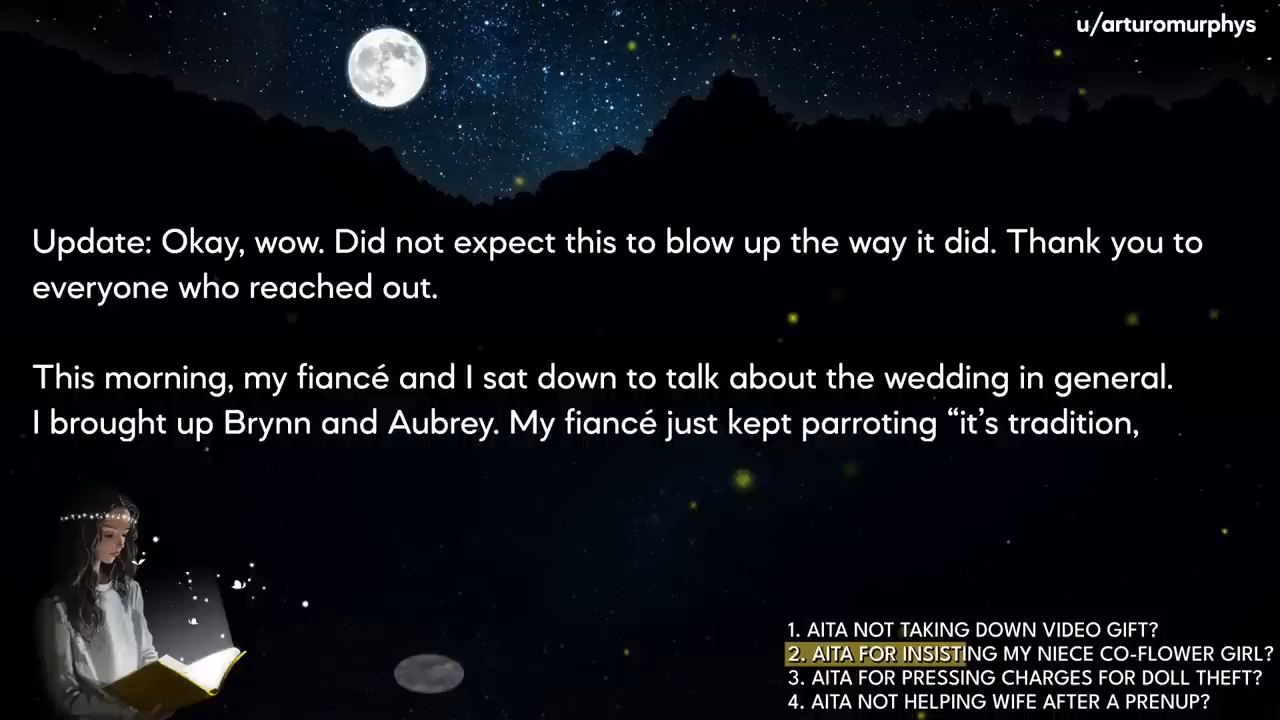 u/arturomurphys
Update: Okay, wow. Did not expect this to blow up the way it did. Thank you to
everyone who reached out.
This morning, my fiancé and I sat down to talk about the wedding in general.
I brought up Brynn and Aubrey. My fiancé just kept parroting “it’s tradition,
1. AITA NOT TAKING DOWN VIDEO GIFT?
2. AITA FOR INSISTING MY NIECE CO-FLOWER GIRL?
3. AITA FOR PRESSING CHARGES FOR DOLL THEFT?
4. AITA NOT HELPING WIFE AFTER A PRENUP?